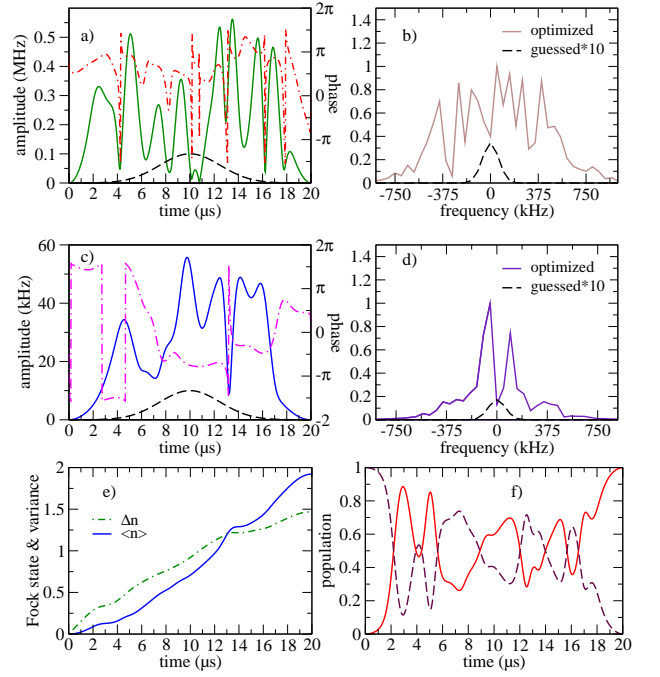 a)
amplitude (MHz)
0.5
0.4
0.3
0.2
0.1
0
2π
π
0
-π
phase
0 2 4 6 8 10 12 14 16 18 20
time (μs)
b)
optimized
guessed*10
1.4
1.2
1
0.8
0.6
0.4
0.2
0
-750 -375 0 375 750
frequency (kHz)
c)
amplitude (kHz)
60
40
20
0
2π
π
0
-π
-2
phase
0 2 4 6 8 10 12 14 16 18 20
time (μs)
d)
optimized
guessed*10
1.4
1.2
1
0.8
0.6
0.4
0.2
0
-750 -375 0 375 750
frequency (kHz)
e)
Fock state & variance
2
1.5
1
0.5
0
Δn
<n>
0 2 4 6 8 10 12 14 16 18 20
time (μs)
f)
population
1
0.8
0.6
0.4
0.2
0
0 2 4 6 8 10 12 14 16 18 20
time (μs)